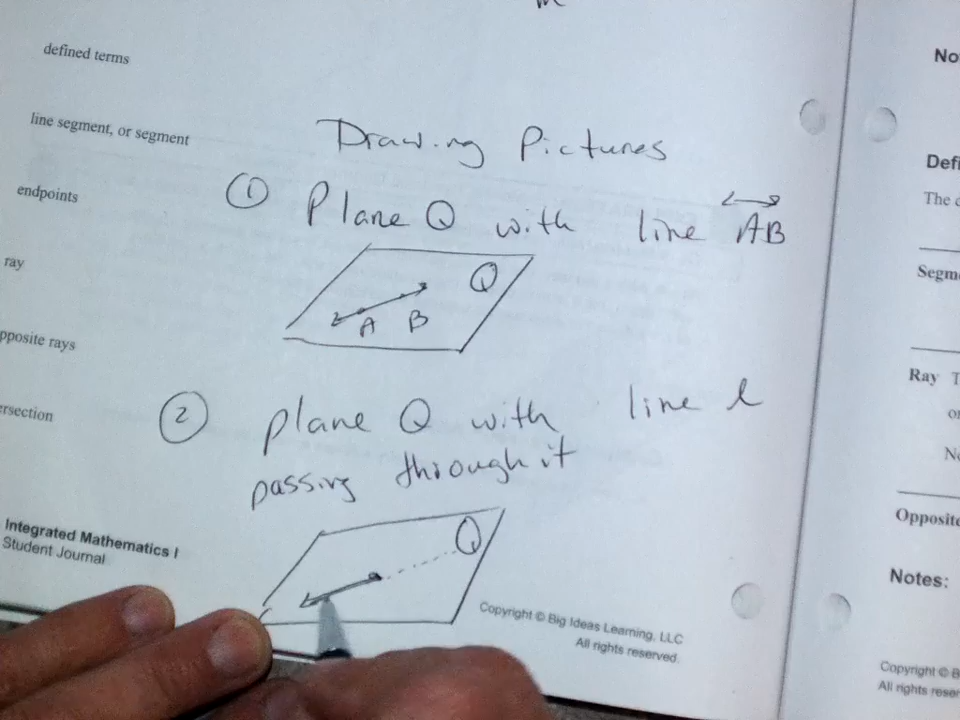 defined terms
line segment, or segment
endpoints
ray
pposite rays
ersection
Drawing Pictures
① Plane Q with line AB
Q
A B
② plane Q with line l
passing through it
Q
Integrated Mathematics I
Student Journal
Copyright © Big Ideas Learning, LLC
All rights reserved.
No
Defi
The
Segm
Ray T
o
N
Opposite
Notes:
Copyright © B
All rights reser